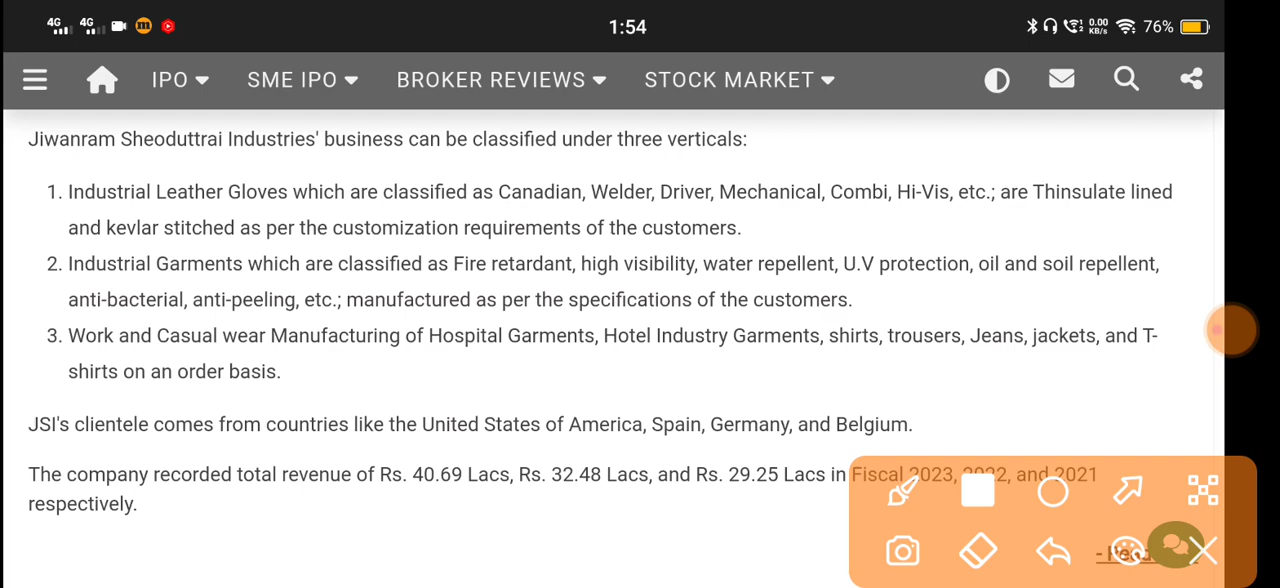 4G 4G 1:54 0.00 KB/s 76%
IPO SME IPO BROKER REVIEWS STOCK MARKET
Jiwanram Sheoduttrai Industries' business can be classified under three verticals:
1. Industrial Leather Gloves which are classified as Canadian, Welder, Driver, Mechanical, Combi, Hi-Vis, etc.; are Thinsulate lined
and kevlar stitched as per the customization requirements of the customers.
2. Industrial Garments which are classified as Fire retardant, high visibility, water repellent, U.V protection, oil and soil repellent,
anti-bacterial, anti-peeling, etc.; manufactured as per the specifications of the customers.
3. Work and Casual wear Manufacturing of Hospital Garments, Hotel Industry Garments, shirts, trousers, Jeans, jackets, and T-
shirts on an order basis.
JSI's clientele comes from countries like the United States of America, Spain, Germany, and Belgium.
The company recorded total revenue of Rs. 40.69 Lacs, Rs. 32.48 Lacs, and Rs. 29.25 Lacs in Fiscal 2023, 2022, and 2021
respectively.